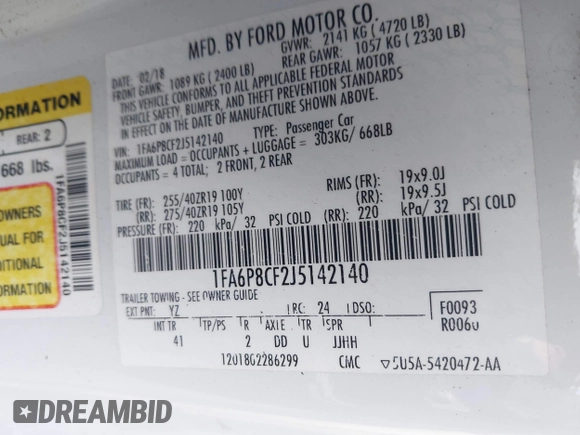 MFD. BY FORD MOTOR CO.
DATE: 02/18 GVWR: 2141 KG ( 4720 LB)
FRONT GAWR: 1089 KG ( 2400 LB) REAR GAWR: 1057 KG ( 2330 LB)
THIS VEHICLE CONFORMS TO ALL APPLICABLE FEDERAL MOTOR
VEHICLE SAFETY, BUMPER, AND THEFT PREVENTION STANDARDS
IN EFFECT ON THE DATE OF MANUFACTURE SHOWN ABOVE.
VIN: 1FA6P8CF2J5142140 TYPE: Passenger Car
MAXIMUM LOAD = OCCUPANTS + LUGGAGE = 303KG/ 668LB
OCCUPANTS = 4 TOTAL; 2 FRONT, 2 REAR
TIRE (FR): 255/40ZR19 100Y RIMS (FR): 19x9.0J
(RR): 275/40ZR19 105Y (RR): 19x9.5J
PRESSURE (FR): 220 kPa/ 32 PSI COLD (RR): 220 kPa/ 32 PSI COLD
1FA6P8CF2J5142140
TRAILER TOWING - SEE OWNER GUIDE
EXT PNT: YZ RC: 24 DSO:
F0093
R0060
INT TR TP/PS R AXLE TR SPR
41 2 DD U JJHH
12018G2286299 CMC 5U5A-5420472-AA
ORMATION
REAR: 2
668 lbs.
OWNERS
NUAL FOR
DITIONAL
FORMATION
1FA6P8CF2J5142140
DREAMBID